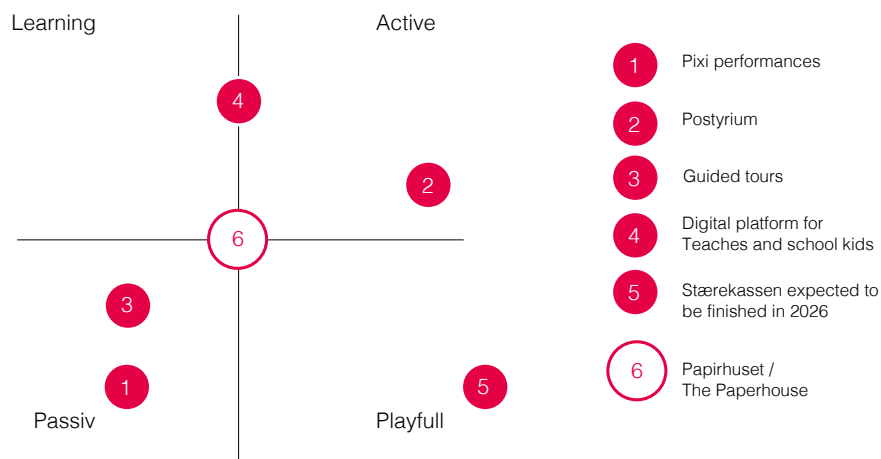 Learning
Active
4
2
6
3
1
5
Passiv
Playfull
1
Pixi performances
2
Postyrium
3
Guided tours
4
Digital platform for
Teaches and school kids
5
Stærekassen expected to
be finished in 2026
6
Papirhuset /
The Paperhouse